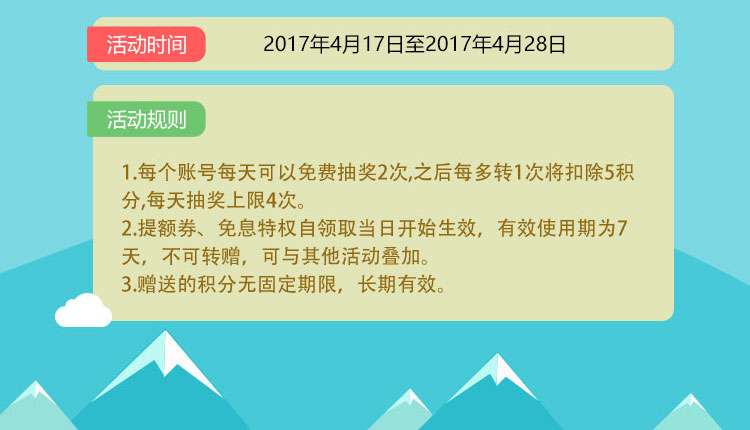 活动时间
2017年4月17日至2017年4月28日
活动规则
1.每个账号每天可以免费抽奖2次,之后每多转1次将扣除5积
分,每天抽奖上限4次。
2.提额券、免息特权自领取当日开始生效，有效使用期为7
天，不可转赠，可与其他活动叠加。
3.赠送的积分无固定期限，长期有效。